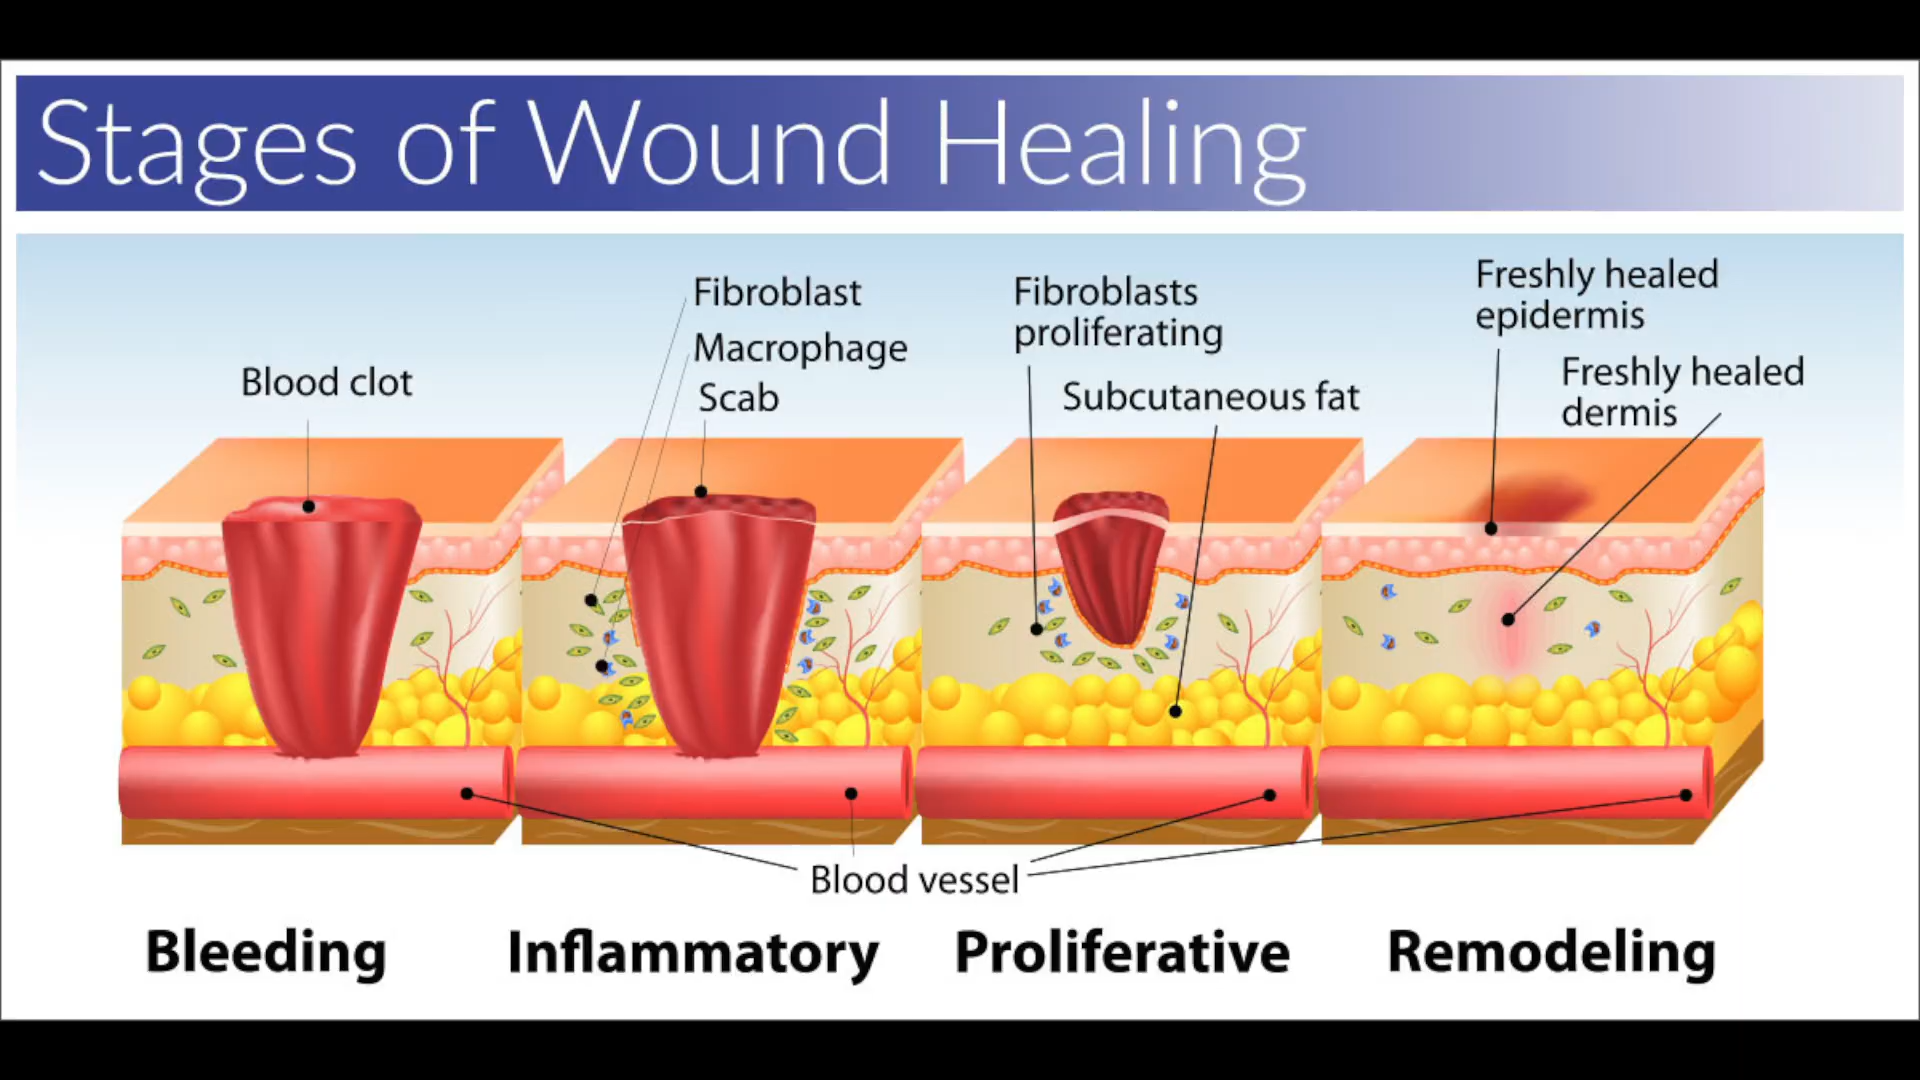 Stages of Wound Healing
Blood clot
Fibroblast
Macrophage
Scab
Fibroblasts
proliferating
Subcutaneous fat
Freshly healed
epidermis
Freshly healed
dermis
Blood vessel
Bleeding
Inflammatory
Proliferative
Remodeling